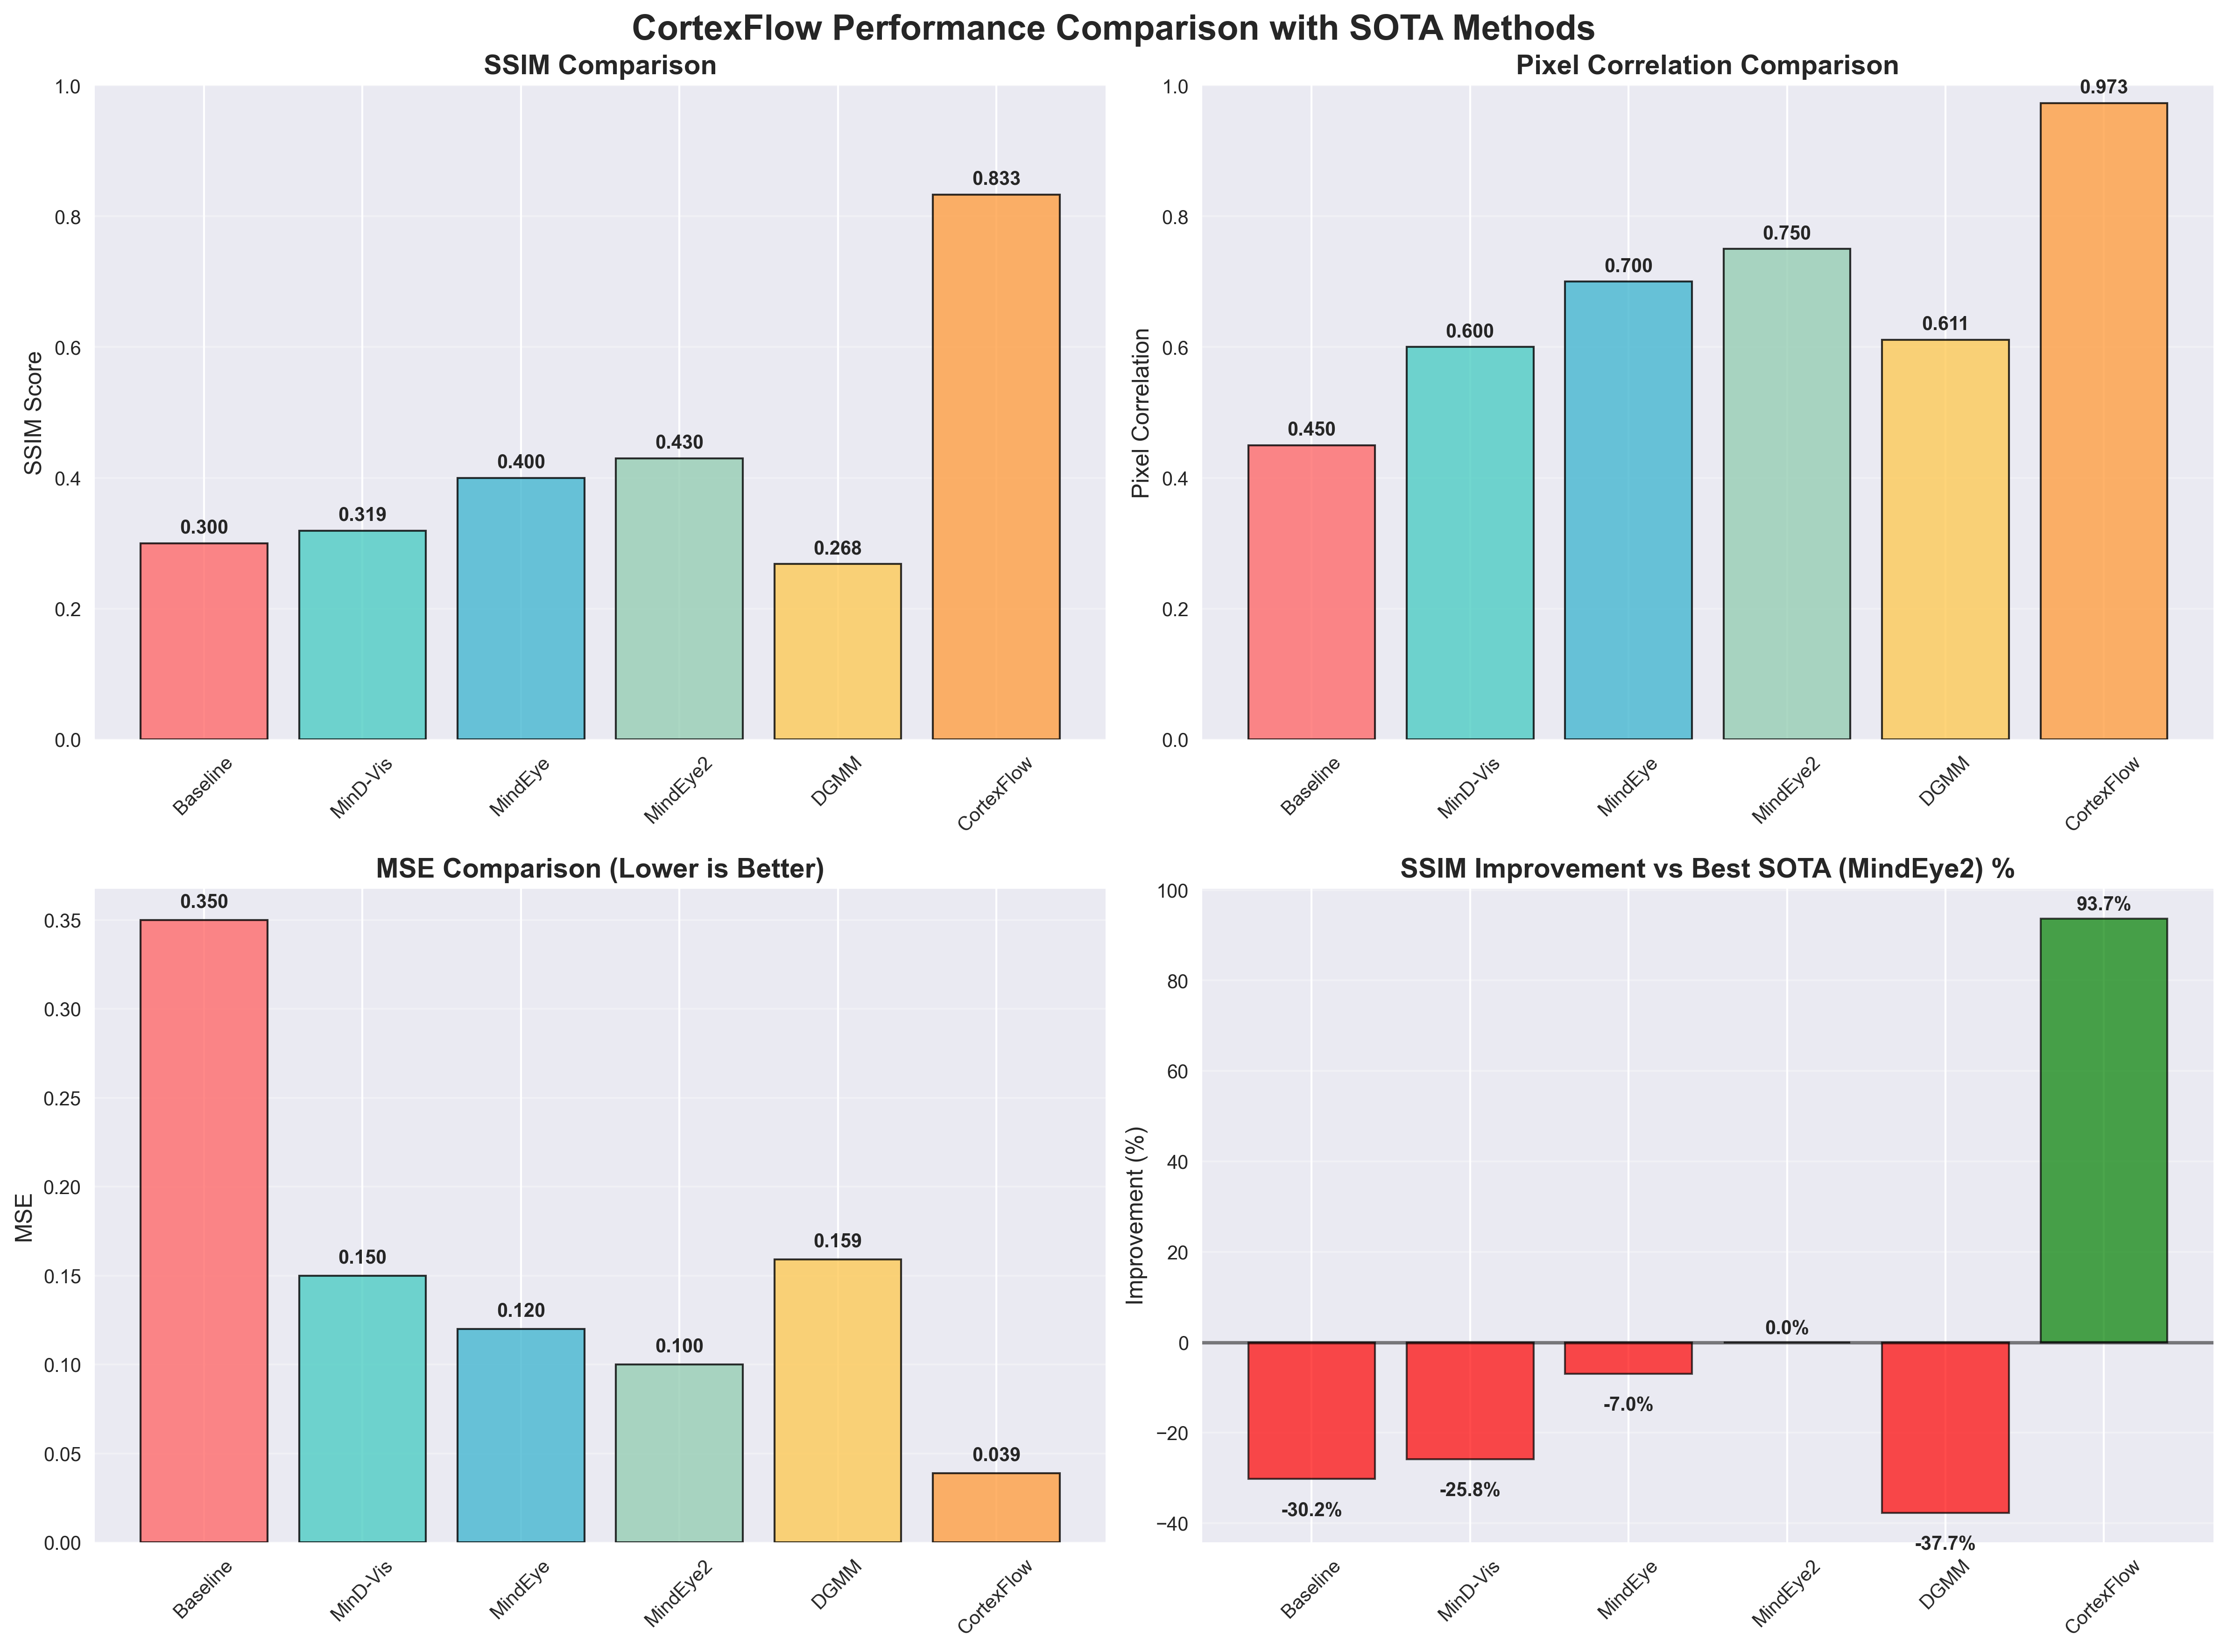 CortexFlow Performance Comparison with SOTA Methods
SSIM Comparison
SSIM Score
1.0
0.8
0.6
0.4
0.2
0.0
0.300
0.319
0.400
0.430
0.268
0.833
Baseline
MinD-Vis
MindEye
MindEye2
DGMM
CortexFlow
Pixel Correlation Comparison
Pixel Correlation
1.0
0.8
0.6
0.4
0.2
0.0
0.450
0.600
0.700
0.750
0.611
0.973
Baseline
MinD-Vis
MindEye
MindEye2
DGMM
CortexFlow
MSE Comparison (Lower is Better)
MSE
0.35
0.30
0.25
0.20
0.15
0.10
0.05
0.00
0.350
0.150
0.120
0.100
0.159
0.039
Baseline
MinD-Vis
MindEye
MindEye2
DGMM
CortexFlow
SSIM Improvement vs Best SOTA (MindEye2) %
Improvement (%)
100
80
60
40
20
0
−20
−40
-30.2%
-25.8%
-7.0%
0.0%
-37.7%
93.7%
Baseline
MinD-Vis
MindEye
MindEye2
DGMM
CortexFlow